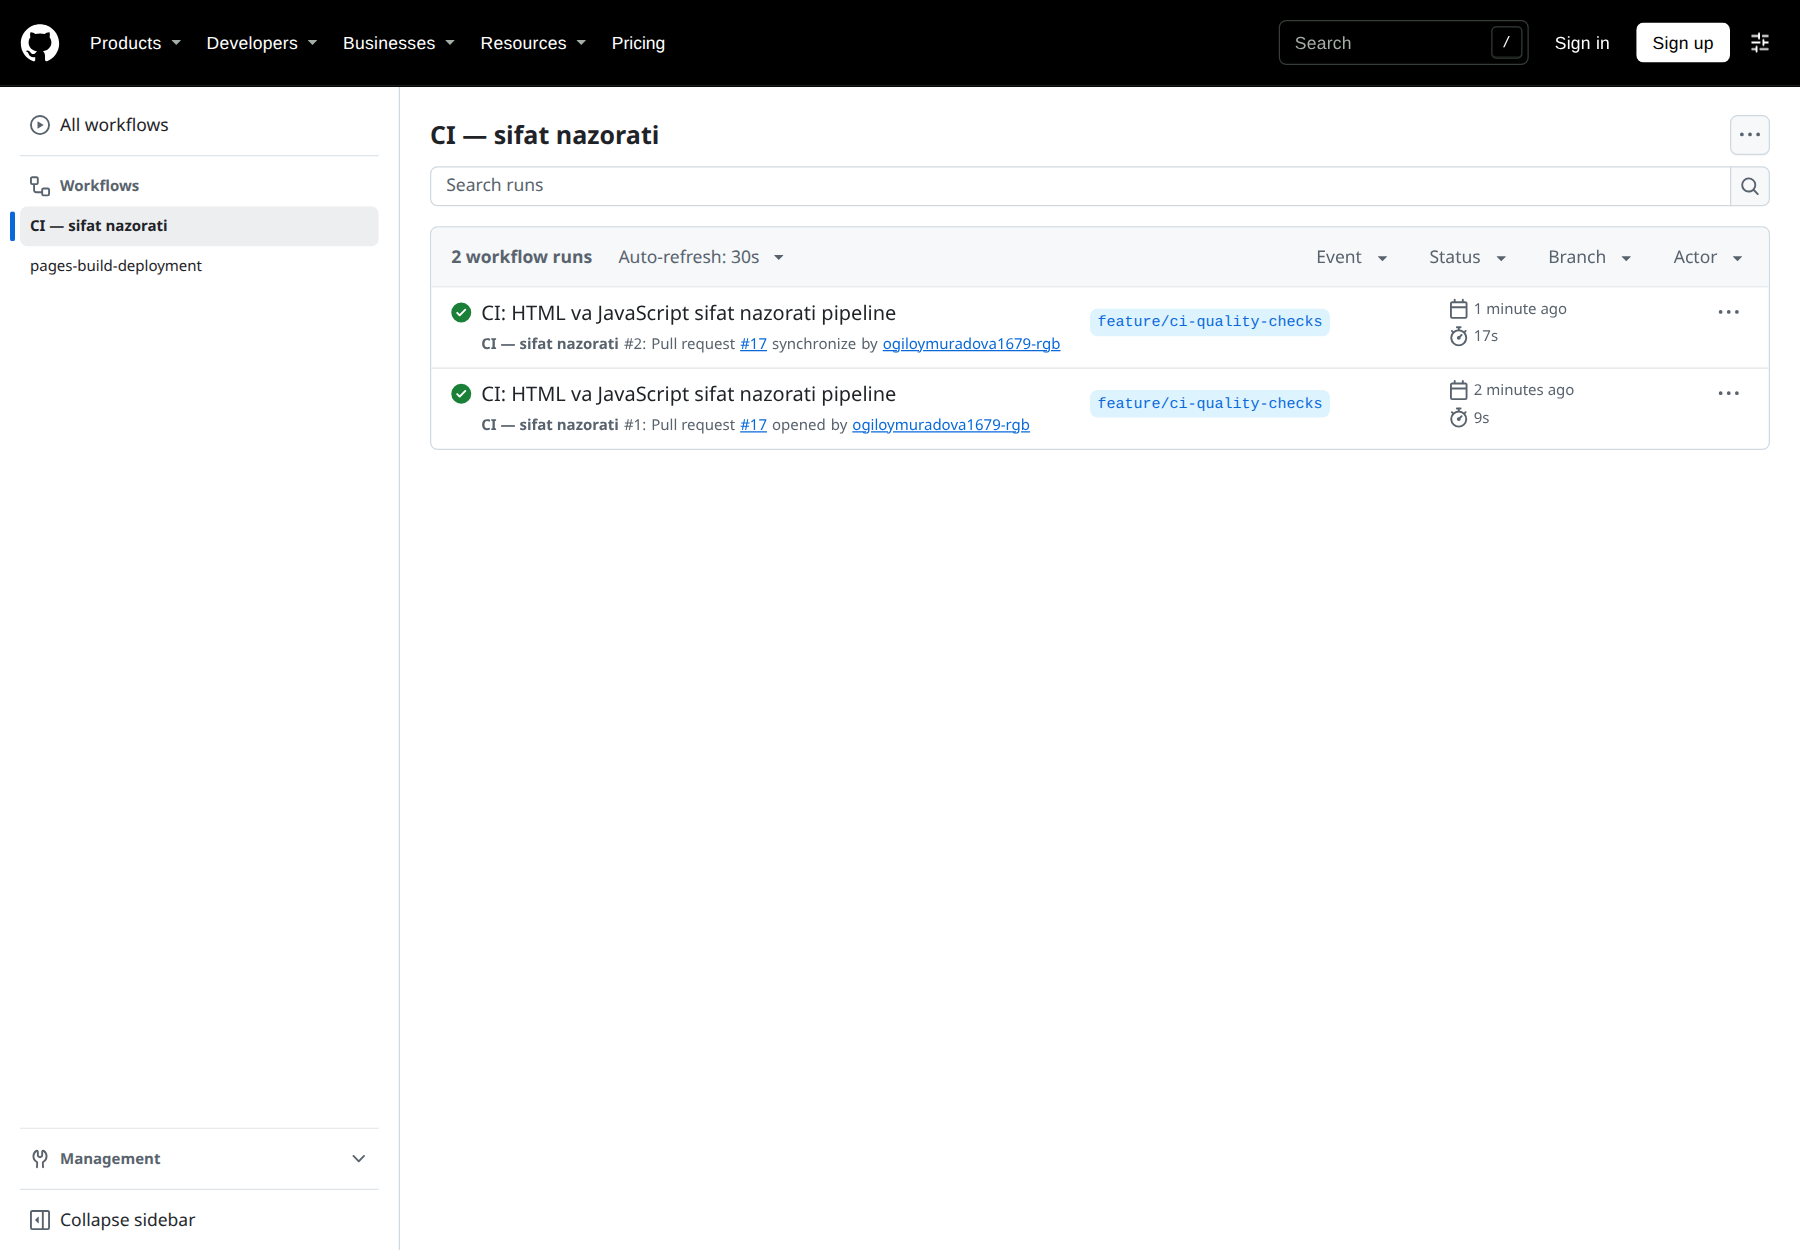 Products Developers Businesses Resources Pricing Search / Sign in Sign up
All workflows
Workflows
CI — sifat nazorati
pages-build-deployment
Management
Collapse sidebar
CI — sifat nazorati
Search runs
2 workflow runs Auto-refresh: 30s Event Status Branch Actor
CI: HTML va JavaScript sifat nazorati pipeline
CI — sifat nazorati #2: Pull request #17 synchronize by ogiloymuradova1679-rgb
feature/ci-quality-checks
1 minute ago
17s
CI: HTML va JavaScript sifat nazorati pipeline
CI — sifat nazorati #1: Pull request #17 opened by ogiloymuradova1679-rgb
feature/ci-quality-checks
2 minutes ago
9s